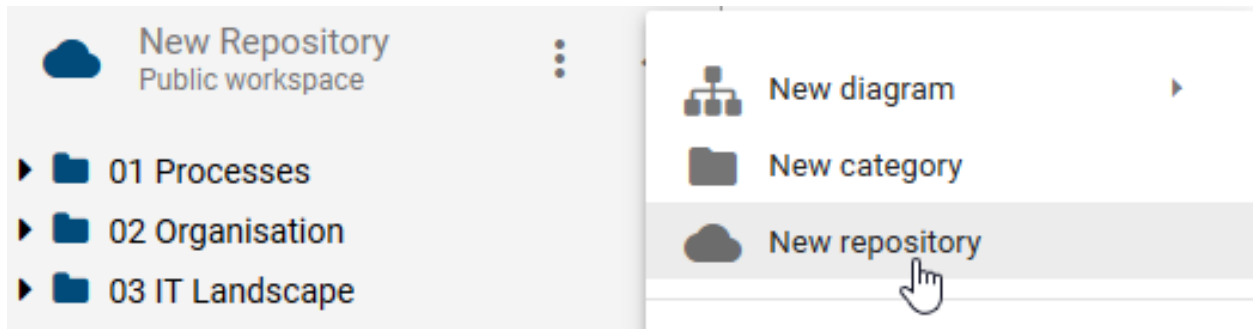 New Repository
Public workspace
01 Processes
02 Organisation
03 IT Landscape
New diagram
New category
New repository